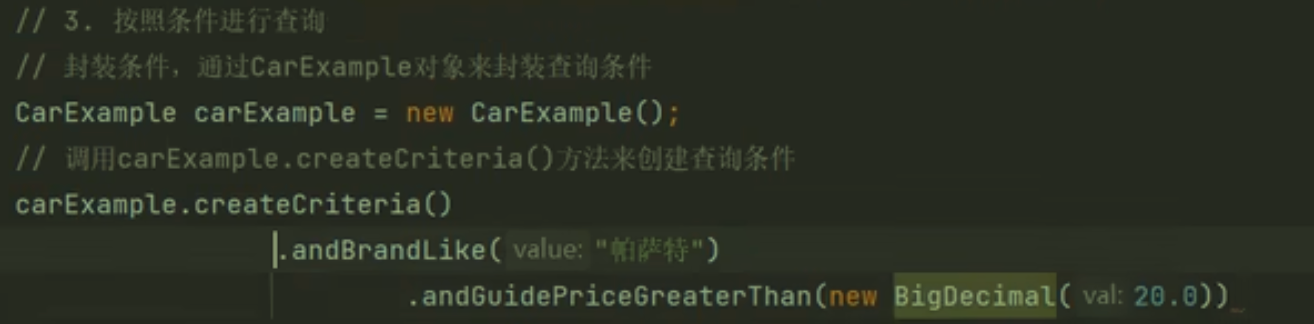 // 3. 按照条件进行查询
// 封装条件，通过CarExample对象来封装查询条件
CarExample carExample = new CarExample();
// 调用carExample.createCriteria()方法来创建查询条件
carExample.createCriteria()
.andBrandLike( value: "帕萨特")
.andGuidePriceGreaterThan(new BigDecimal( val: 20.0))